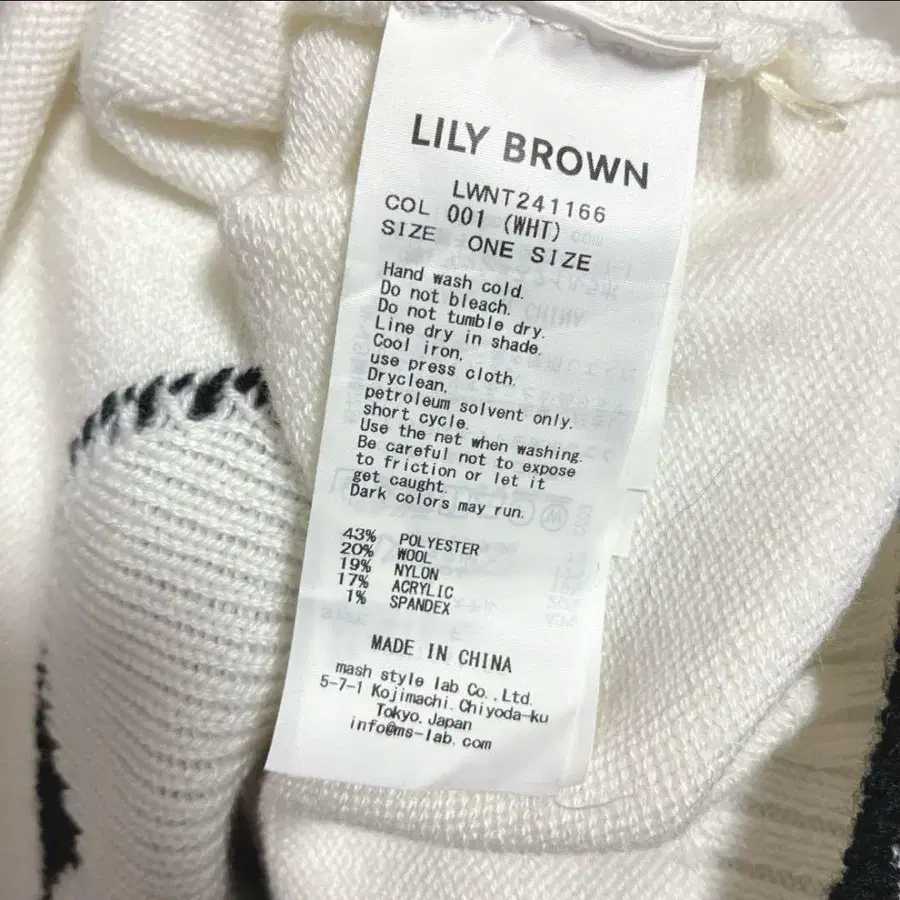 LILY BROWN
LWNT241166
COL 001 (WHT)
SIZE ONE SIZE
Hand wash cold.
Do not bleach.
Do not tumble dry.
Line dry in shade.
Cool iron,
use press cloth.
Dryclean,
petroleum solvent only.
short cycle.
Use the net when washing.
Be careful not to expose
to friction or let it
get caught.
Dark colors may run.
43% POLYESTER
20% WOOL
19% NYLON
17% ACRYLIC
1% SPANDEX
MADE IN CHINA
mash style lab Co.,Ltd.
5-7-1 Kojimachi.Chiyoda-ku
Tokyo.Japan
info@ms-lab.com